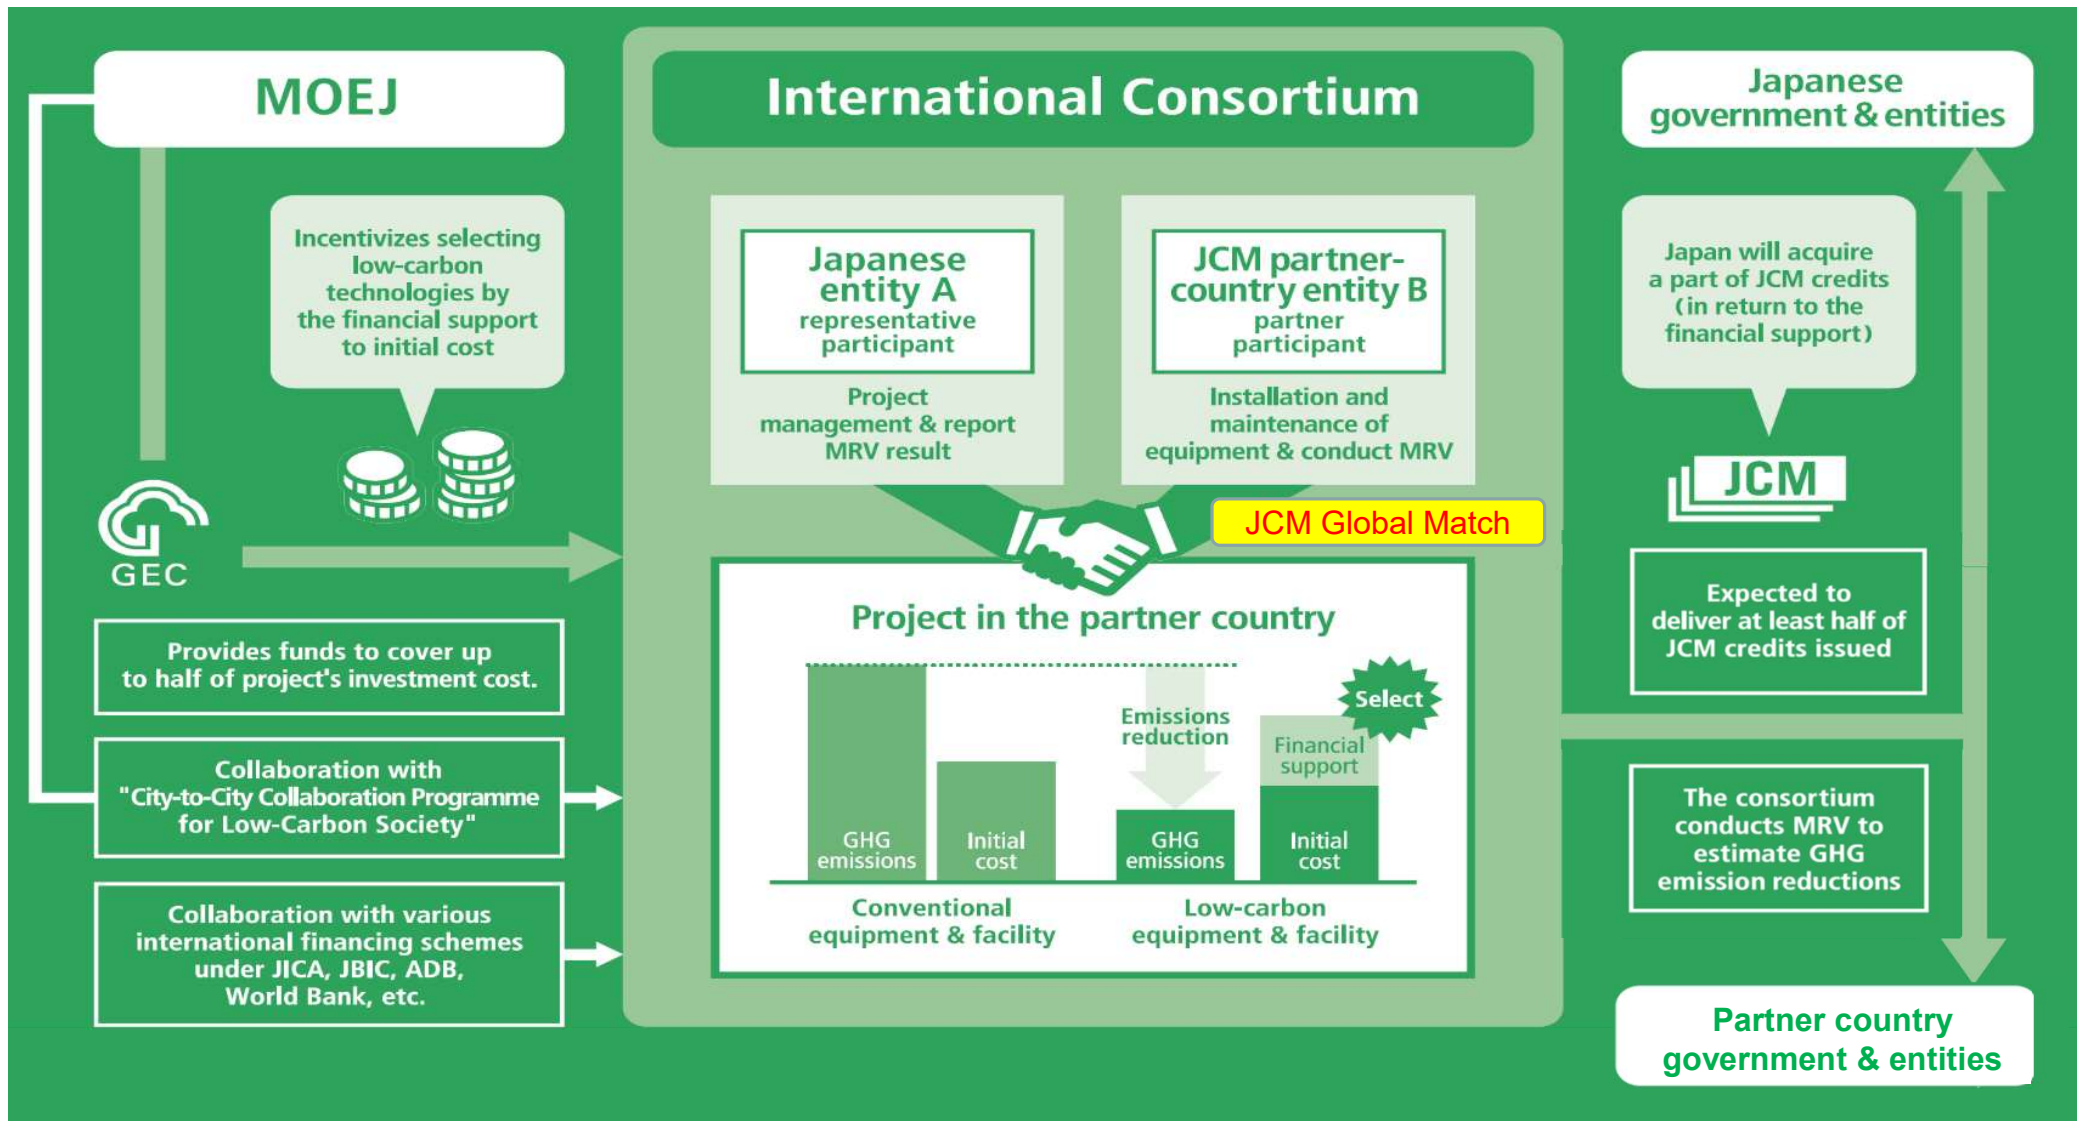 MOEJ
Incentivizes selecting
low-carbon
technologies by
the financial support
to initial cost
GEC
Provides funds to cover up
to half of project's investment cost.
Collaboration with
"City-to-City Collaboration Programme
for Low-Carbon Society"
Collaboration with various
international financing schemes
under JICA, JBIC, ADB,
World Bank, etc.
International Consortium
Japanese
entity A
representative
participant
Project
management & report
MRV result
JCM partner-
country entity B
partner
participant
Installation and
maintenance of
equipment & conduct MRV
JCM Global Match
Project in the partner country
GHG
emissions
Initial
cost
Conventional
equipment & facility
Emissions
reduction
GHG
emissions
Select
Financial
support
Initial
cost
Low-carbon
equipment & facility
Japanese
government & entities
Japan will acquire
a part of JCM credits
(in return to the
financial support)
JCM
Expected to
deliver at least half of
JCM credits issued
The consortium
conducts MRV to
estimate GHG
emission reductions
Partner country
government & entities